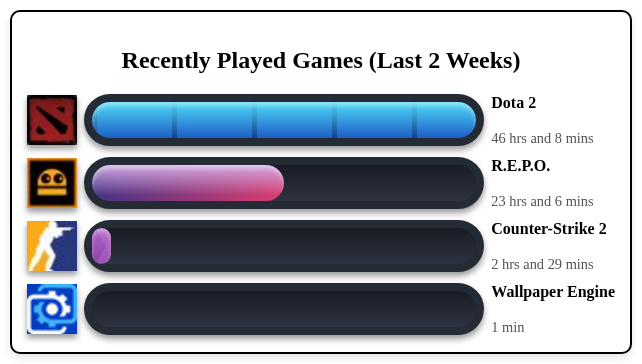 Recently Played Games (Last 2 Weeks)
Dota 2
46 hrs and 8 mins
R.E.P.O.
23 hrs and 6 mins
Counter-Strike 2
2 hrs and 29 mins
Wallpaper Engine
1 min